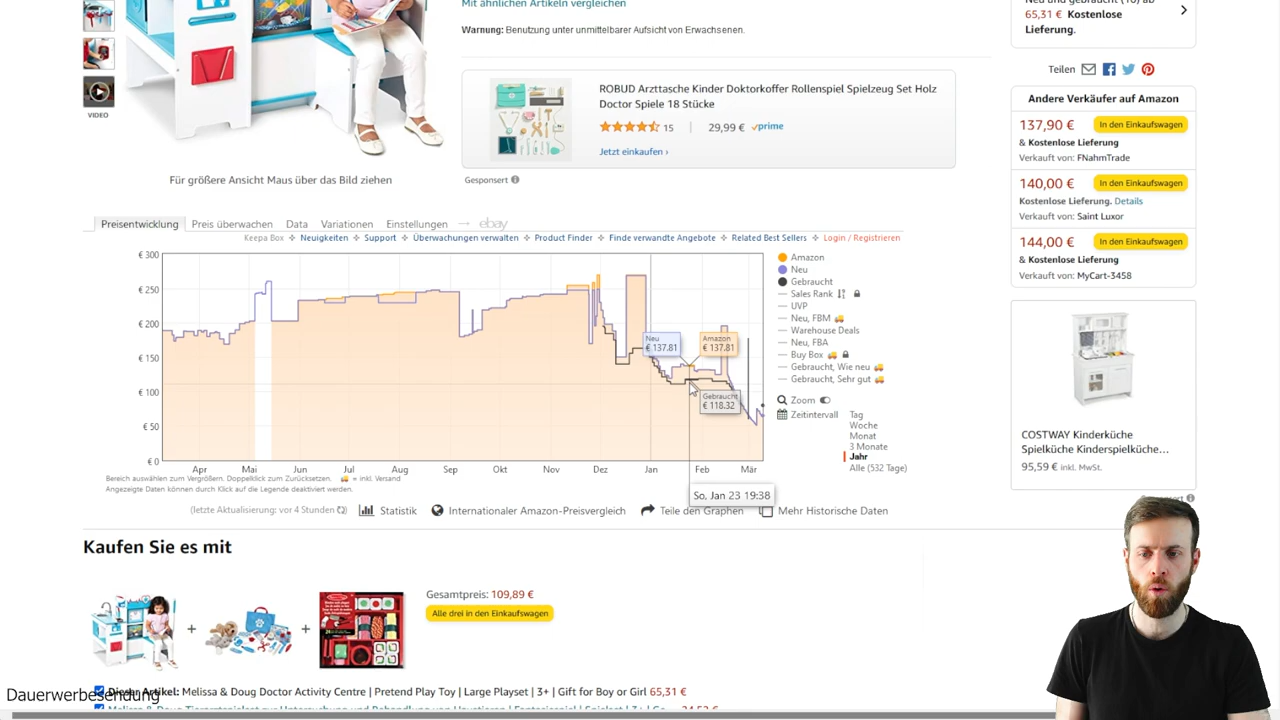 Mit ähnlichen Artikeln vergleichen
Warnung: Benutzung unter unmittelbarer Aufsicht von Erwachsenen.
VIDEO
Für größere Ansicht Maus über das Bild ziehen
ROBUD Arzttasche Kinder Doktorkoffer Rollenspiel Spielzeug Set Holz
Doctor Spiele 18 Stücke
15 | 29,99 € prime
Jetzt einkaufen ›
Gesponsert
65,31 € Kostenlose
Lieferung.
Teilen
Andere Verkäufer auf Amazon
137,90 € In den Einkaufswagen
& Kostenlose Lieferung
Verkauft von: FNahmTrade
140,00 € In den Einkaufswagen
Kostenlose Lieferung. Details
Verkauft von: Saint Luxor
144,00 € In den Einkaufswagen
& Kostenlose Lieferung
Verkauft von: MyCart-3458
COSTWAY Kinderküche
Spielküche Kinderspielküche...
95,59 € inkl. MwSt.
Preisentwicklung Preis überwachen Data Variationen Einstellungen → ebay
Keepa Box Neuigkeiten Support Überwachungen verwalten Product Finder Finde verwandte Angebote Related Best Sellers Login / Registrieren
€ 300
€ 250
€ 200
€ 150
€ 100
€ 50
€ 0
Apr Mai Jun Jul Aug Sep Okt Nov Dez Jan Feb Mär
Neu
€ 137.81
Amazon
€ 137.81
Gebraucht
€ 118.32
So, Jan 23 19:38
Amazon
Neu
Gebraucht
Sales Rank
UVP
Neu, FBM
Warehouse Deals
Neu, FBA
Buy Box
Gebraucht, Wie neu
Gebraucht, Sehr gut
Zoom
Zeitintervall
Tag
Woche
Monat
3 Monate
Jahr
Alle (532 Tage)
Bereich auswählen zum Vergrößern. Doppelklick zum Zurücksetzen. = inkl. Versand
Angezeigte Daten können durch Klick auf die Legende deaktiviert werden.
(letzte Aktualisierung: vor 4 Stunden) Statistik Internationaler Amazon-Preisvergleich Teile den Graphen Mehr Historische Daten
Kaufen Sie es mit
+ +
Gesamtpreis: 109,89 €
Alle drei in den Einkaufswagen
Dieser Artikel: Melissa & Doug Doctor Activity Centre | Pretend Play Toy | Large Playset | 3+ | Gift for Boy or Girl 65,31 €
Dauerwerbesendung